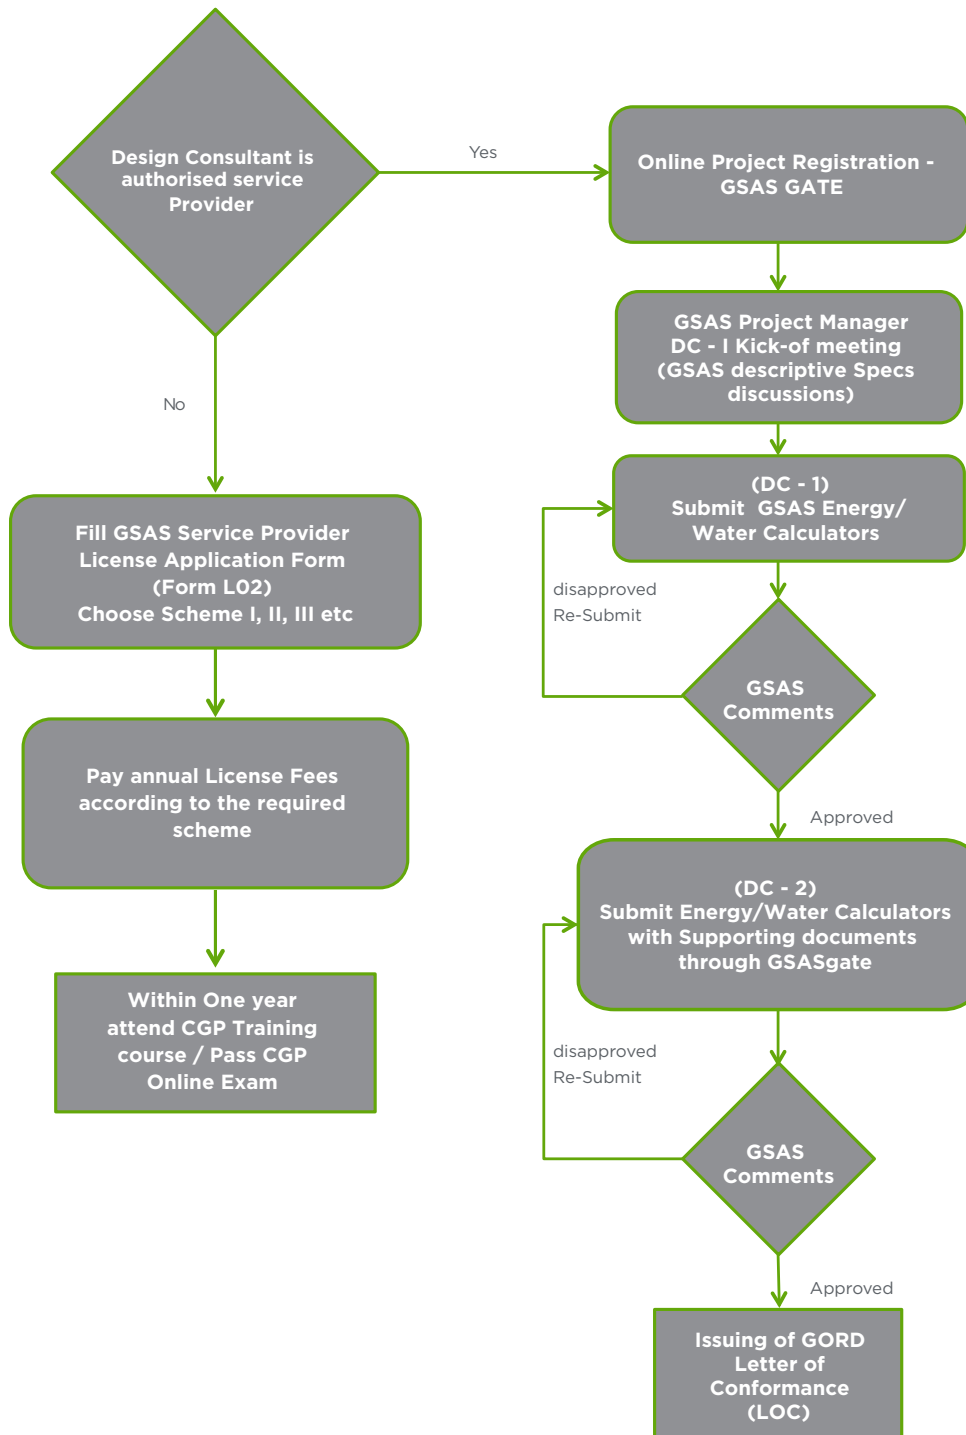 Design Consultant is
authorised service
Provider
Yes
No
Fill GSAS Service Provider
License Application Form
(Form L02)
Choose Scheme I, II, III etc
Pay annual License Fees
according to the required
scheme
Within One year
attend CGP Training
course / Pass CGP
Online Exam
Online Project Registration -
GSAS GATE
GSAS Project Manager
DC - I Kick-of meeting
(GSAS descriptive Specs
discussions)
(DC - 1)
Submit GSAS Energy/
Water Calculators
disapproved
Re-Submit
GSAS
Comments
Approved
(DC - 2)
Submit Energy/Water Calculators
with Supporting documents
through GSASgate
disapproved
Re-Submit
GSAS
Comments
Approved
Issuing of GORD
Letter of
Conformance
(LOC)